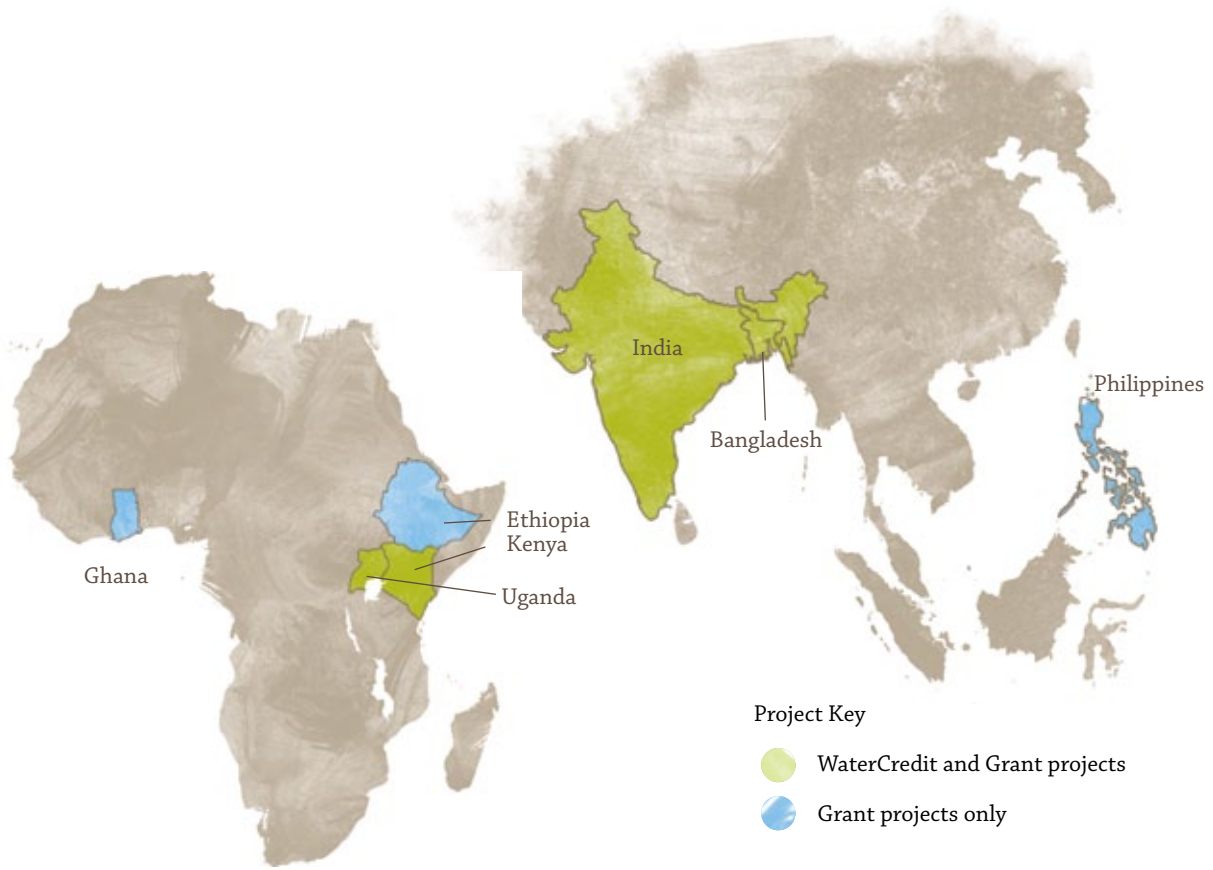 India
Philippines
Bangladesh
Ethiopia
Kenya
Ghana
Uganda
Project Key
WaterCredit and Grant projects
Grant projects only